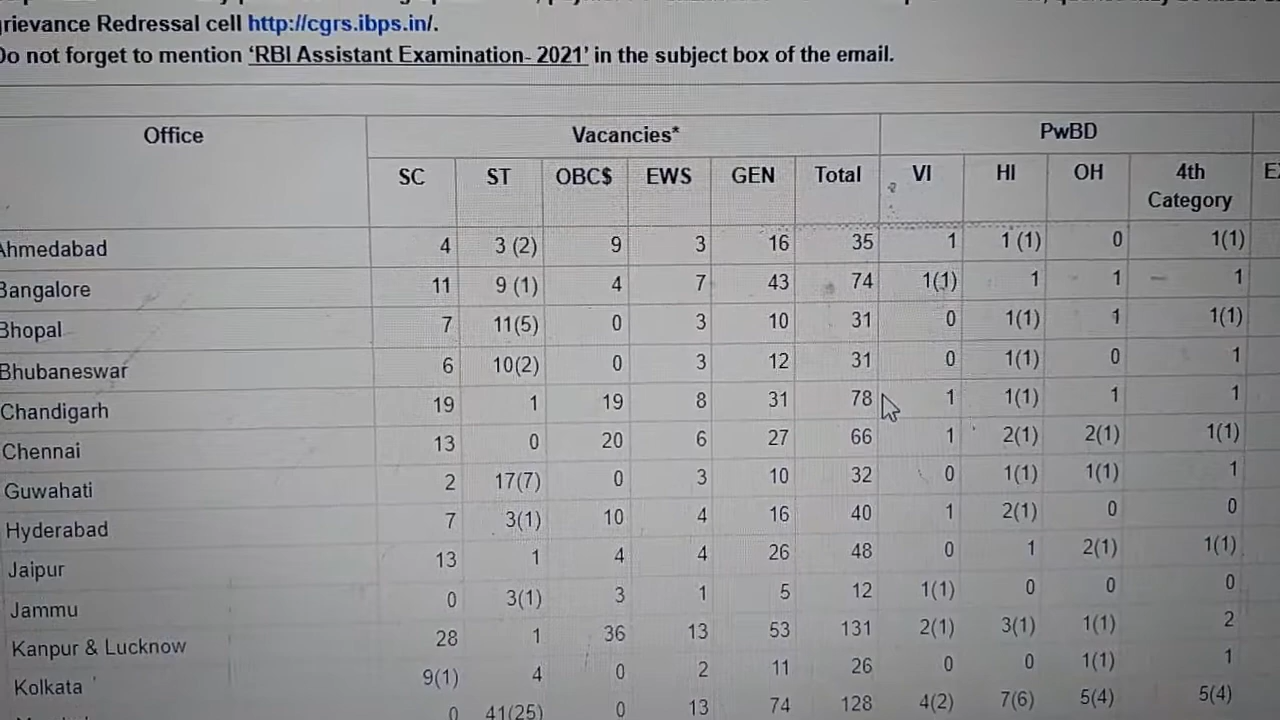 grievance Redressal cell http://cgrs.ibps.in/.
Do not forget to mention ‘RBI Assistant Examination- 2021’ in the subject box of the email.
Office Vacancies* PwBD
SC ST OBC$ EWS GEN Total VI HI OH 4th Category
Ahmedabad 4 3 (2) 9 3 16 35 1 1 (1) 0 1(1)
Bangalore 11 9 (1) 4 7 43 74 1(1) 1 1 1
Bhopal 7 11(5) 0 3 10 31 0 1(1) 1 1(1)
Bhubaneswar 6 10(2) 0 3 12 31 0 1(1) 0 1
Chandigarh 19 1 19 8 31 78 1 1(1) 1 1
Chennai 13 0 20 6 27 66 1 2(1) 2(1) 1(1)
Guwahati 2 17(7) 0 3 10 32 0 1(1) 1(1) 1
Hyderabad 7 3(1) 10 4 16 40 1 2(1) 0 0
Jaipur 13 1 4 4 26 48 0 1 2(1) 1(1)
Jammu 0 3(1) 3 1 5 12 1(1) 0 0 0
Kanpur & Lucknow 28 1 36 13 53 131 2(1) 3(1) 1(1) 2
Kolkata 9(1) 4 0 2 11 26 0 0 1(1) 1
0 41(25) 0 13 74 128 4(2) 7(6) 5(4) 5(4)